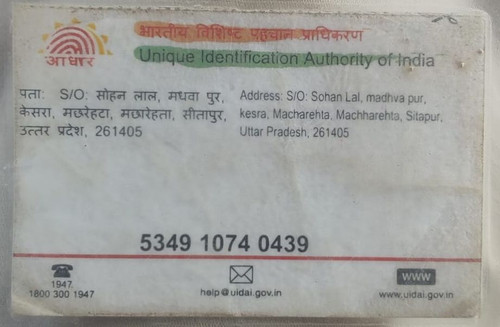 भारतीय विशिष्ट पहचान प्राधिकरण
Unique Identification Authority of India
आधार
पता: S/O: सोहन लाल, मधवा पुर,
केसरा, मछरेहटा, मछारेहता, सीतापुर,
उत्तर प्रदेश, 261405
Address: S/O: Sohan Lal, madhva pur,
kesra, Macharehta, Machharehta, Sitapur,
Uttar Pradesh, 261405
5349 1074 0439
1947
1800 300 1947
help@uidai.gov.in
www
www.uidai.gov.in